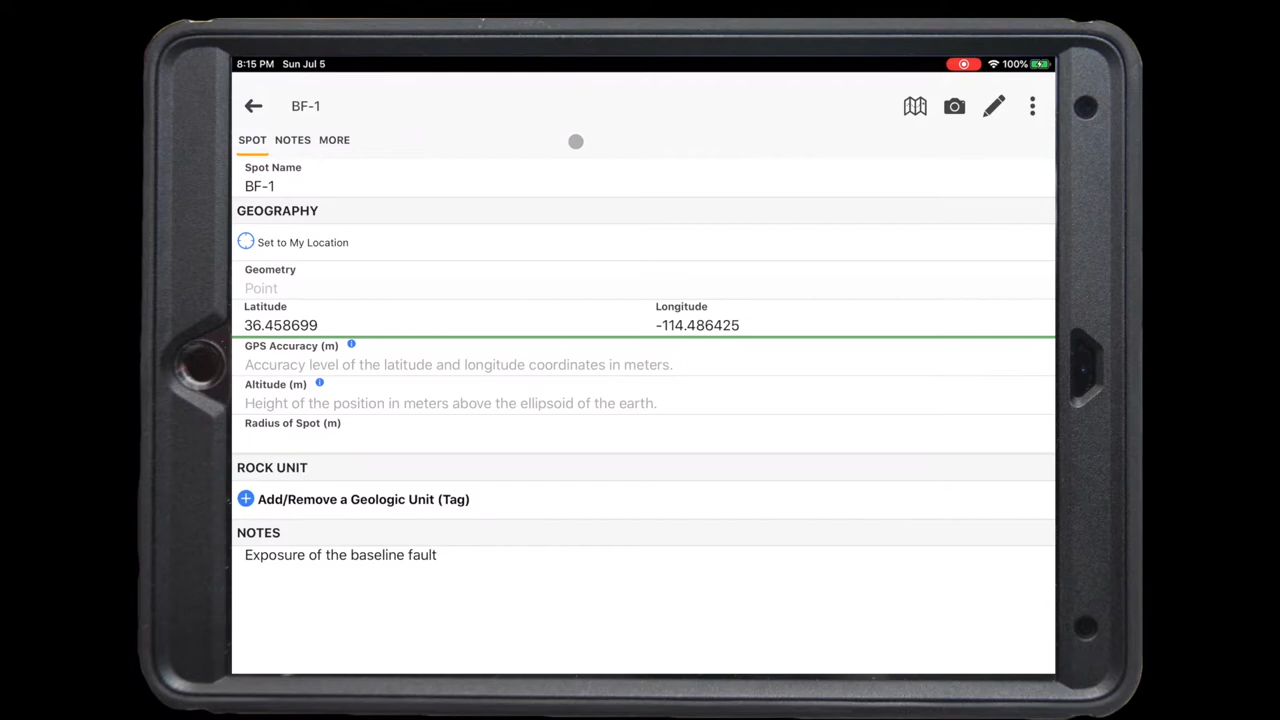 8:15 PM Sun Jul 5 100%
BF-1
SPOT NOTES MORE
Spot Name
BF-1
GEOGRAPHY
Set to My Location
Geometry
Point
Latitude Longitude
36.458699 -114.486425
GPS Accuracy (m)
Accuracy level of the latitude and longitude coordinates in meters.
Altitude (m)
Height of the position in meters above the ellipsoid of the earth.
Radius of Spot (m)
ROCK UNIT
Add/Remove a Geologic Unit (Tag)
NOTES
Exposure of the baseline fault